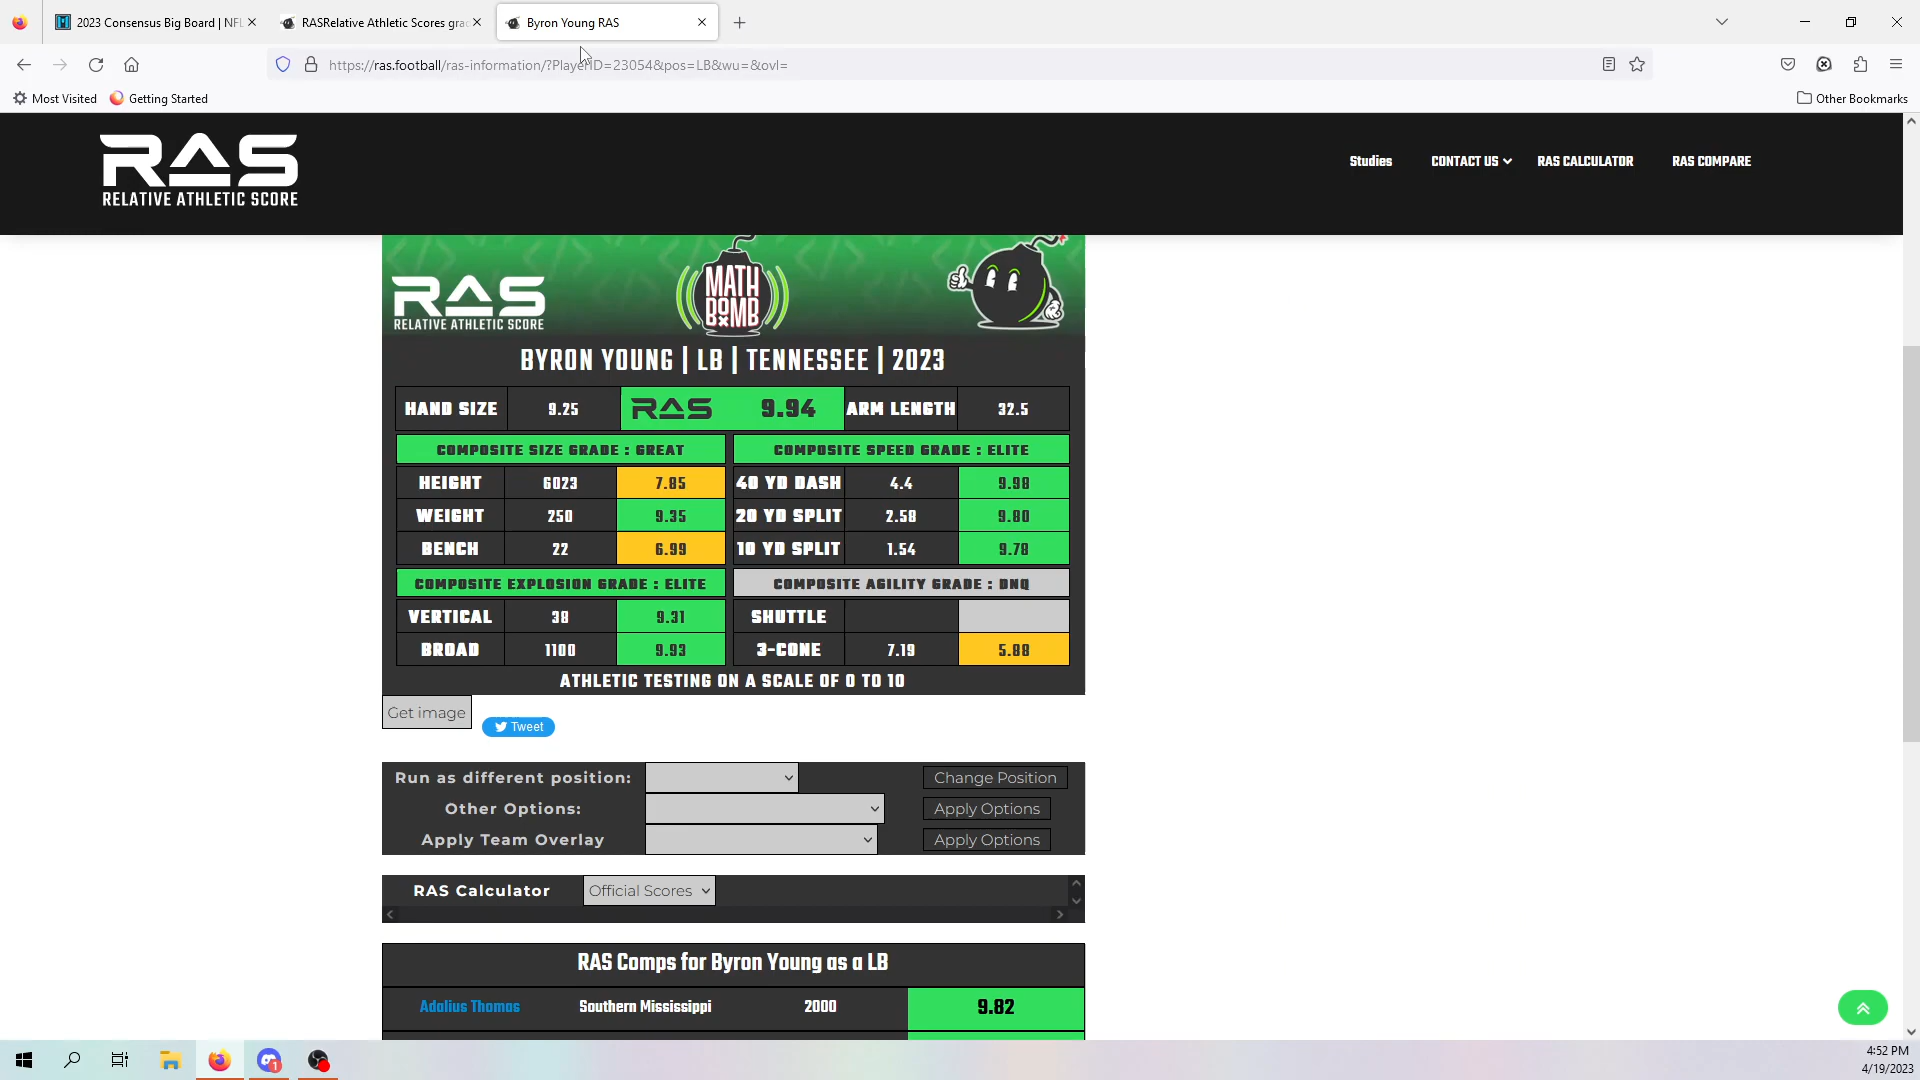 2023 Consensus Big Board | NFL
RASRelative Athletic Scores grac
Byron Young RAS
https://ras.football/ras-information/?PlayerID=23054&pos=LB&wu=&ovl=
Most Visited
Getting Started
Other Bookmarks
RAS
RELATIVE ATHLETIC SCORE
Studies
CONTACT US
RAS CALCULATOR
RAS COMPARE
RAS
RELATIVE ATHLETIC SCORE
MATH
BOMB
BYRON YOUNG | LB | TENNESSEE | 2023
HAND SIZE 9.25 RAS 9.94 ARM LENGTH 32.5
COMPOSITE SIZE GRADE : GREAT COMPOSITE SPEED GRADE : ELITE
HEIGHT 6023 7.85 40 YD DASH 4.4 9.98
WEIGHT 250 9.35 20 YD SPLIT 2.58 9.80
BENCH 22 6.99 10 YD SPLIT 1.54 9.78
COMPOSITE EXPLOSION GRADE : ELITE COMPOSITE AGILITY GRADE : DNQ
VERTICAL 38 9.31 SHUTTLE
BROAD 1100 9.93 3-CONE 7.19 5.88
ATHLETIC TESTING ON A SCALE OF 0 TO 10
Get image
Tweet
Run as different position: Change Position
Other Options: Apply Options
Apply Team Overlay Apply Options
RAS Calculator Official Scores
RAS Comps for Byron Young as a LB
Adalius Thomas Southern Mississippi 2000 9.82
1
4:52 PM
4/19/2023